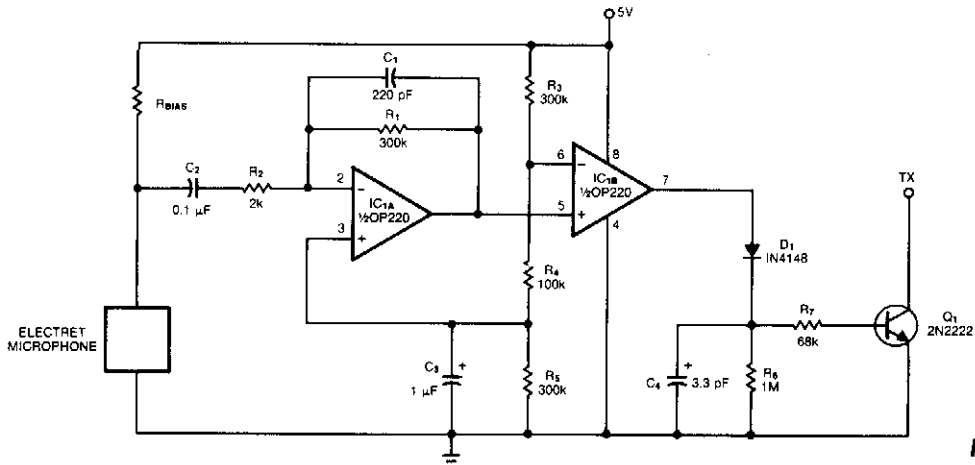 5V
C1
220 pF
R1
300k
R3
300k
RBIAS
C2
0.1 µF
R2
2k
2
IC1A
½OP220
3
6
IC1B
½OP220
5
8
4
7
TX
D1
IN4148
R4
100k
R7
68k
Q1
2N2222
ELECTRET
MICROPHONE
C3
+
1 µF
R5
300k
C4
+
3.3 pF
R6
1M